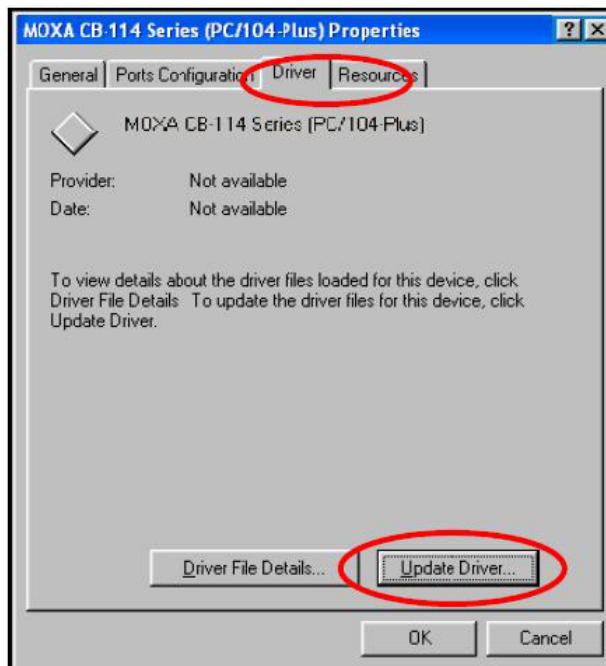 MOXA CB-114 Series (PC/104-Plus) Properties
General Ports Configuration Driver Resources
MOXA CB-114 Series (PC/104-Plus)
Provider: Not available
Date: Not available
To view details about the driver files loaded for this device, click
Driver File Details To update the driver files for this device, click
Update Driver.
Driver File Details... Update Driver...
OK Cancel